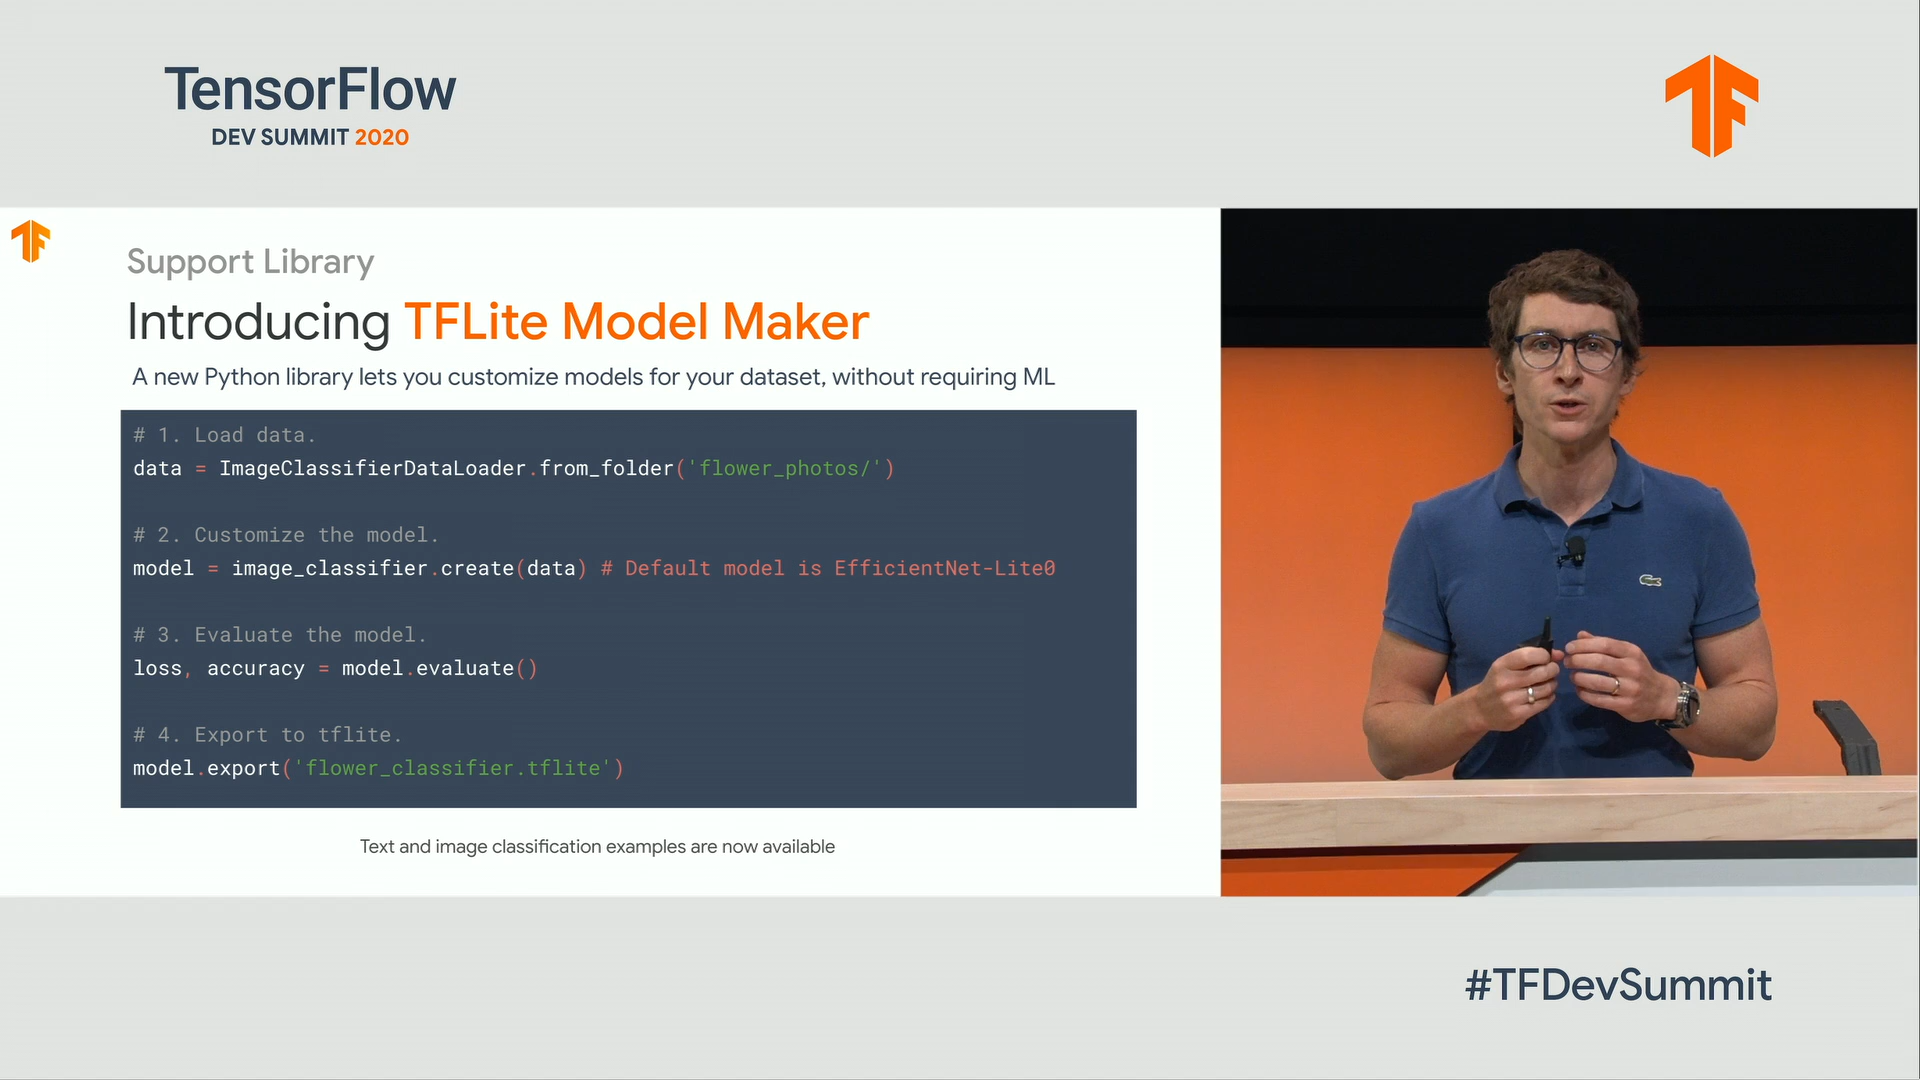 TensorFlow
DEV SUMMIT 2020
Support Library
Introducing TFLite Model Maker
A new Python library lets you customize models for your dataset, without requiring ML
# 1. Load data.
data = ImageClassifierDataLoader.from_folder('flower_photos/')
# 2. Customize the model.
model = image_classifier.create(data) # Default model is EfficientNet-Lite0
# 3. Evaluate the model.
loss, accuracy = model.evaluate()
# 4. Export to tflite.
model.export('flower_classifier.tflite')
Text and image classification examples are now available
#TFDevSummit